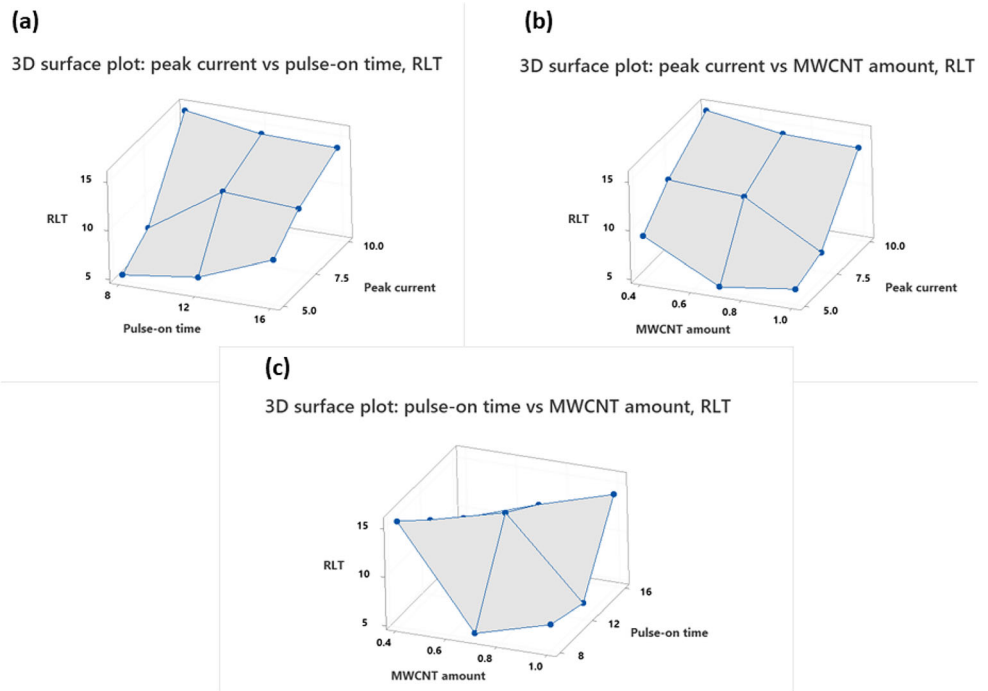 (a)
3D surface plot: peak current vs pulse-on time, RLT
15
RLT
10
5
8
12
16
Pulse-on time
5.0
7.5
10.0
Peak current
(b)
3D surface plot: peak current vs MWCNT amount, RLT
15
RLT
10
5
0.4
0.6
0.8
1.0
MWCNT amount
5.0
7.5
10.0
Peak current
(c)
3D surface plot: pulse-on time vs MWCNT amount, RLT
15
RLT
10
5
0.4
0.6
0.8
1.0
MWCNT amount
8
12
16
Pulse-on time